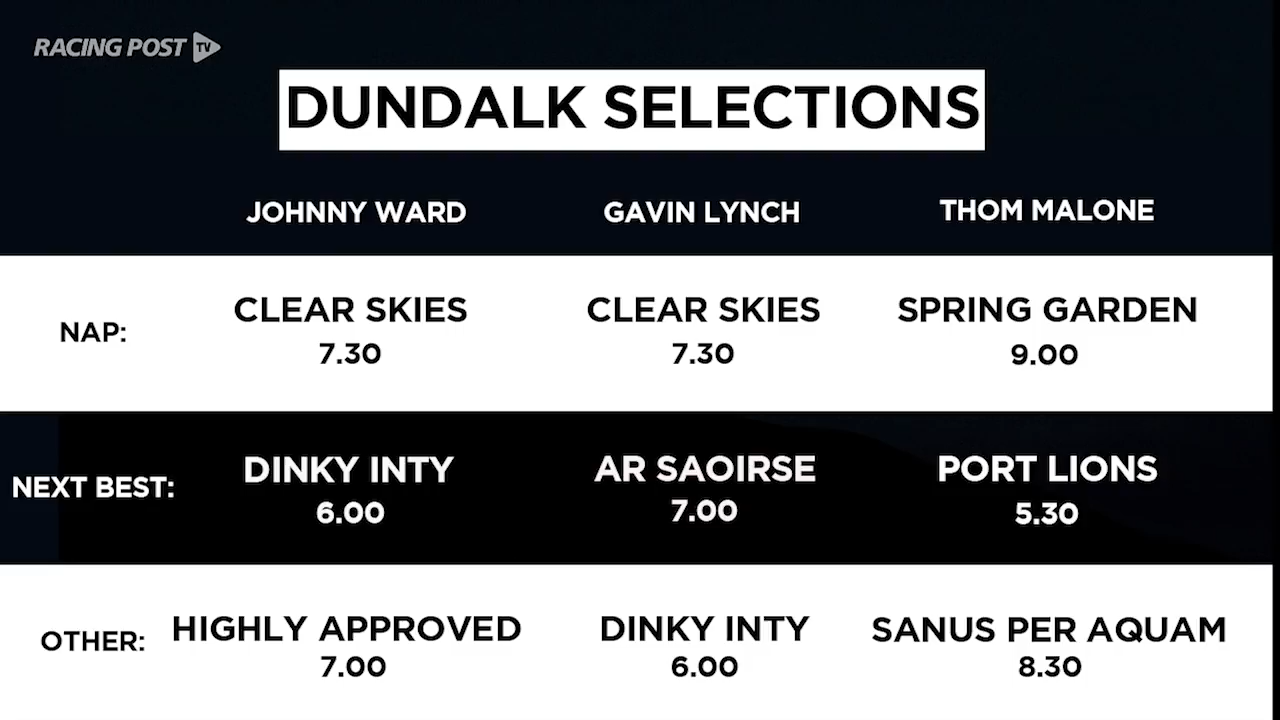 RACING POST TV
DUNDALK SELECTIONS
JOHNNY WARD GAVIN LYNCH THOM MALONE
NAP: CLEAR SKIES CLEAR SKIES SPRING GARDEN
7.30 7.30 9.00
NEXT BEST: DINKY INTY AR SAOIRSE PORT LIONS
6.00 7.00 5.30
OTHER: HIGHLY APPROVED DINKY INTY SANUS PER AQUAM
7.00 6.00 8.30